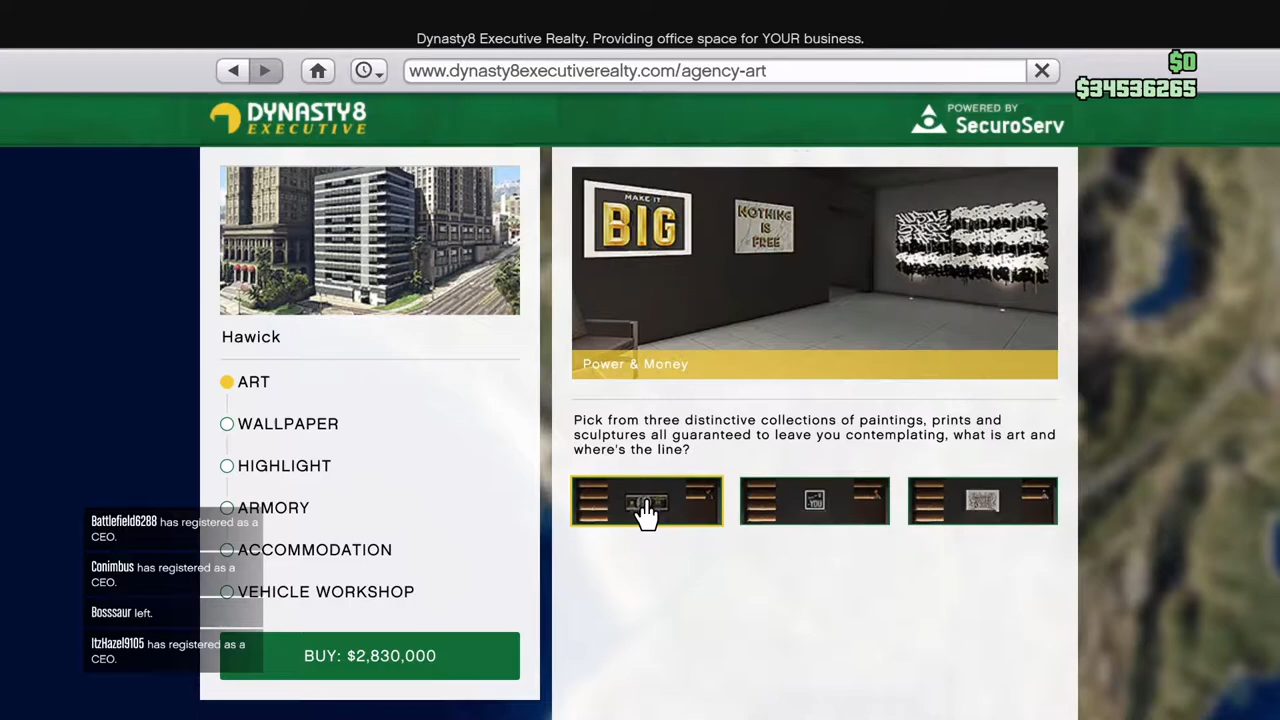 Dynasty8 Executive Realty. Providing office space for YOUR business.
www.dynasty8executiverealty.com/agency-art
$0
$34536265
DYNASTY8
EXECUTIVE
POWERED BY
SecuroServ
MAKE IT
BIG
NOTHING
IS
FREE
Power & Money
Hawick
ART
WALLPAPER
HIGHLIGHT
ARMORY
ACCOMMODATION
VEHICLE WORKSHOP
BUY: $2,830,000
Pick from three distinctive collections of paintings, prints and
sculptures all guaranteed to leave you contemplating, what is art and
where's the line?
YOU
Battlefield6288 has registered as a
CEO.
Conimbus has registered as a
CEO.
Bosssaur left.
ItzHazel9105 has registered as a
CEO.